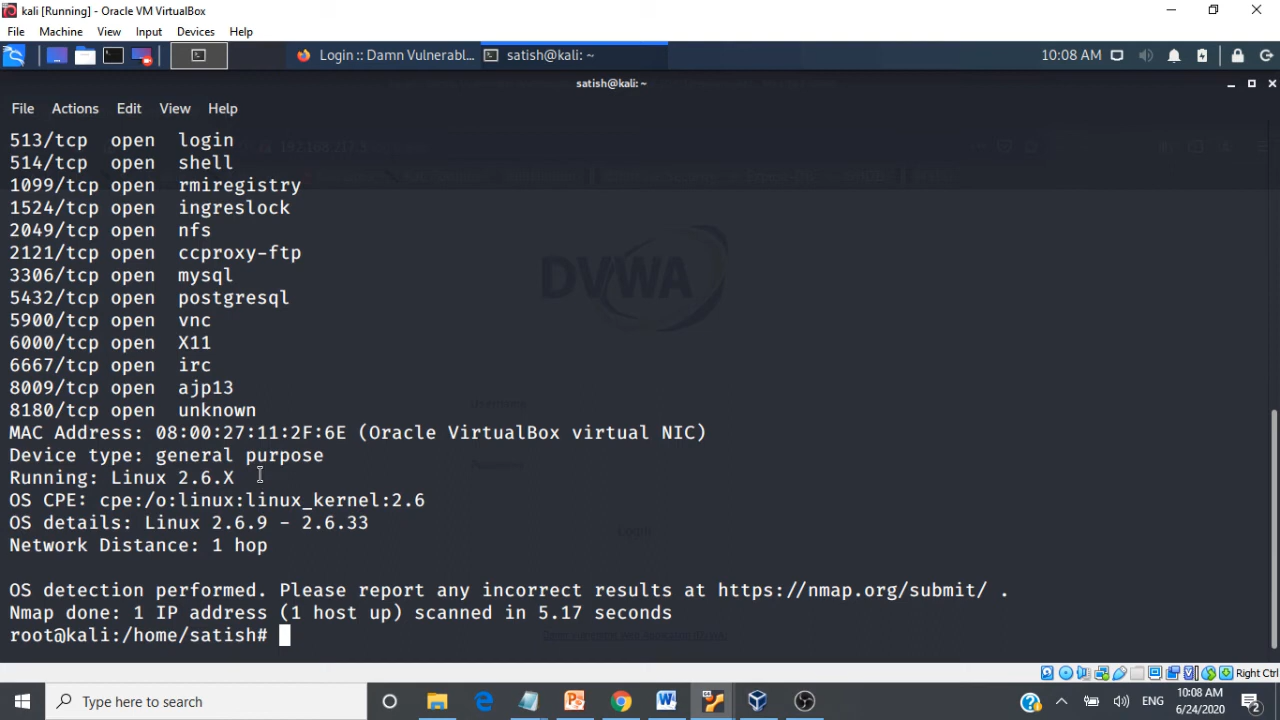 kali [Running] - Oracle VM VirtualBox
File Machine View Input Devices Help
Login :: Damn Vulnerabl... satish@kali: ~ 10:08 AM
satish@kali: ~
File Actions Edit View Help
513/tcp open login
514/tcp open shell
1099/tcp open rmiregistry
1524/tcp open ingreslock
2049/tcp open nfs
2121/tcp open ccproxy-ftp
3306/tcp open mysql
5432/tcp open postgresql
5900/tcp open vnc
6000/tcp open X11
6667/tcp open irc
8009/tcp open ajp13
8180/tcp open unknown
MAC Address: 08:00:27:11:2F:6E (Oracle VirtualBox virtual NIC)
Device type: general purpose
Running: Linux 2.6.X
OS CPE: cpe:/o:linux:linux_kernel:2.6
OS details: Linux 2.6.9 - 2.6.33
Network Distance: 1 hop
OS detection performed. Please report any incorrect results at https://nmap.org/submit/ .
Nmap done: 1 IP address (1 host up) scanned in 5.17 seconds
root@kali:/home/satish#
DVWA
Username
Password
Login
Right Ctrl
Type here to search
ENG
10:08 AM
6/24/2020
2